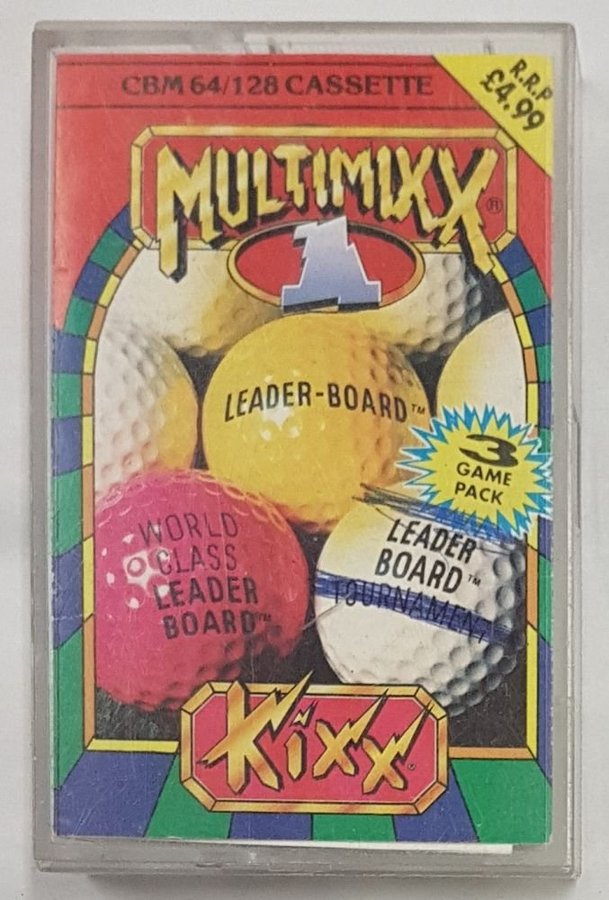 CBM 64/128 CASSETTE
R.R.P
£4.99
MULTIMIXX®
1
LEADER-BOARD™
3
GAME
PACK
WORLD
CLASS
LEADER
BOARD™
LEADER
BOARD™
TOURNAMENT
Kixx